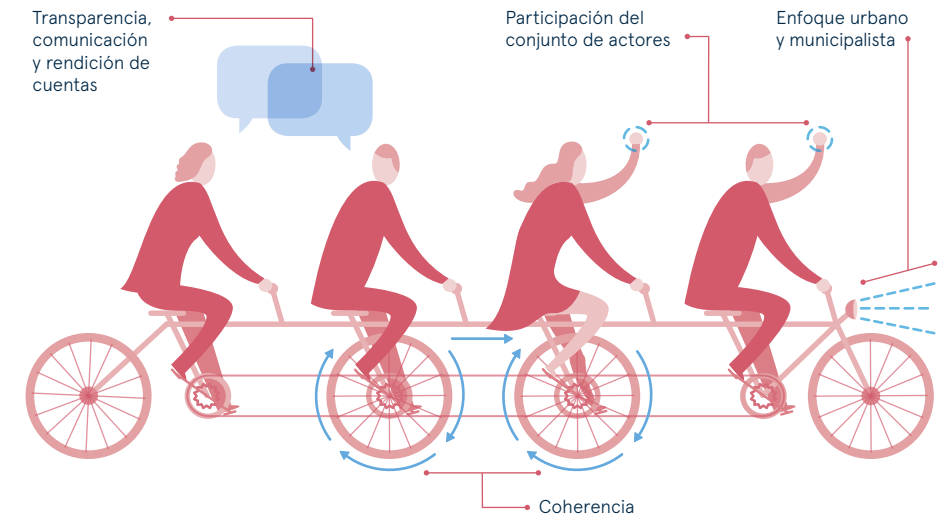 Transparencia,
comunicación
y rendición de
cuentas
Participación del
conjunto de actores
Enfoque urbano
y municipalista
Coherencia